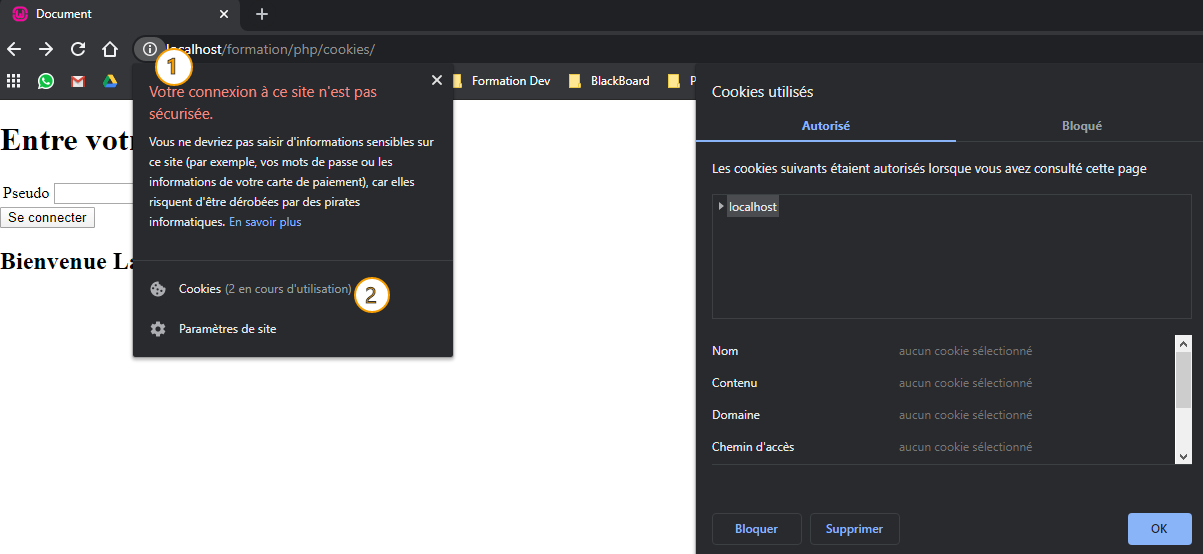 Document
localhost/formation/php/cookies/
1
Formation Dev
BlackBoard
P
Entre votr
Pseudo
Se connecter
Bienvenue La
Votre connexion à ce site n'est pas
sécurisée.
Vous ne devriez pas saisir d'informations sensibles sur
ce site (par exemple, vos mots de passe ou les
informations de votre carte de paiement), car elles
risquent d'être dérobées par des pirates
informatiques. En savoir plus
Cookies (2 en cours d'utilisation)
2
Paramètres de site
Cookies utilisés
Autorisé
Bloqué
Les cookies suivants étaient autorisés lorsque vous avez consulté cette page
localhost
Nom aucun cookie sélectionné
Contenu aucun cookie sélectionné
Domaine aucun cookie sélectionné
Chemin d'accès aucun cookie sélectionné
Bloquer
Supprimer
OK